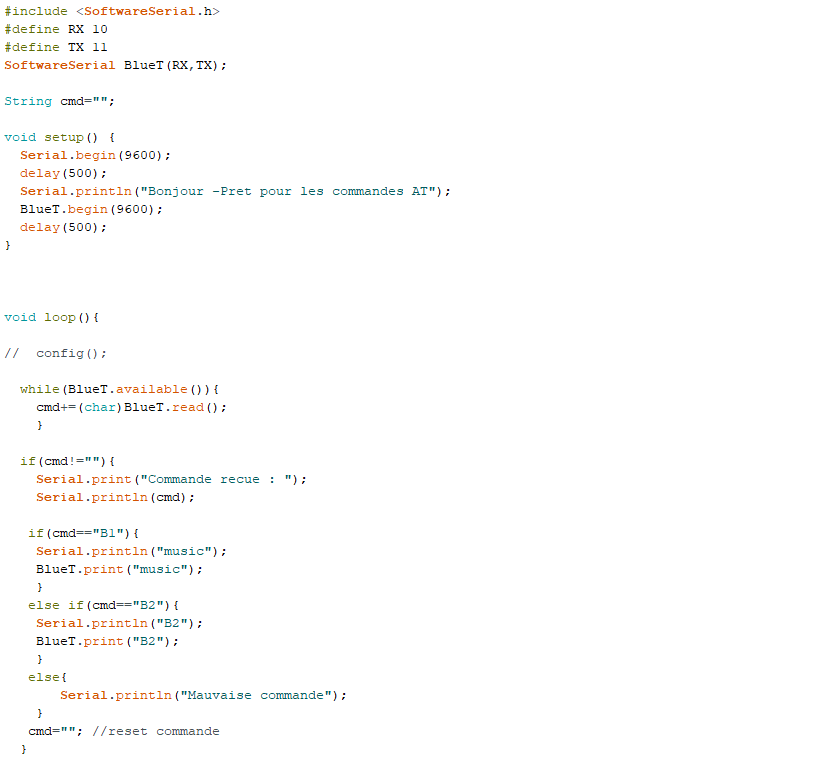 #include <SoftwareSerial.h>
#define RX 10
#define TX 11
SoftwareSerial BlueT(RX,TX);

String cmd="";

void setup() {
  Serial.begin(9600);
  delay(500);
  Serial.println("Bonjour -Pret pour les commandes AT");
  BlueT.begin(9600);
  delay(500);
}

void loop(){

//  config();

  while(BlueT.available()){
    cmd+=(char)BlueT.read();
    }

  if(cmd!=""){
    Serial.print("Commande recue : ");
    Serial.println(cmd);

   if(cmd=="B1"){
    Serial.println("music");
    BlueT.print("music");
    }
   else if(cmd=="B2"){
    Serial.println("B2");
    BlueT.print("B2");
    }
   else{
       Serial.println("Mauvaise commande");
    }
   cmd=""; //reset commande
  }